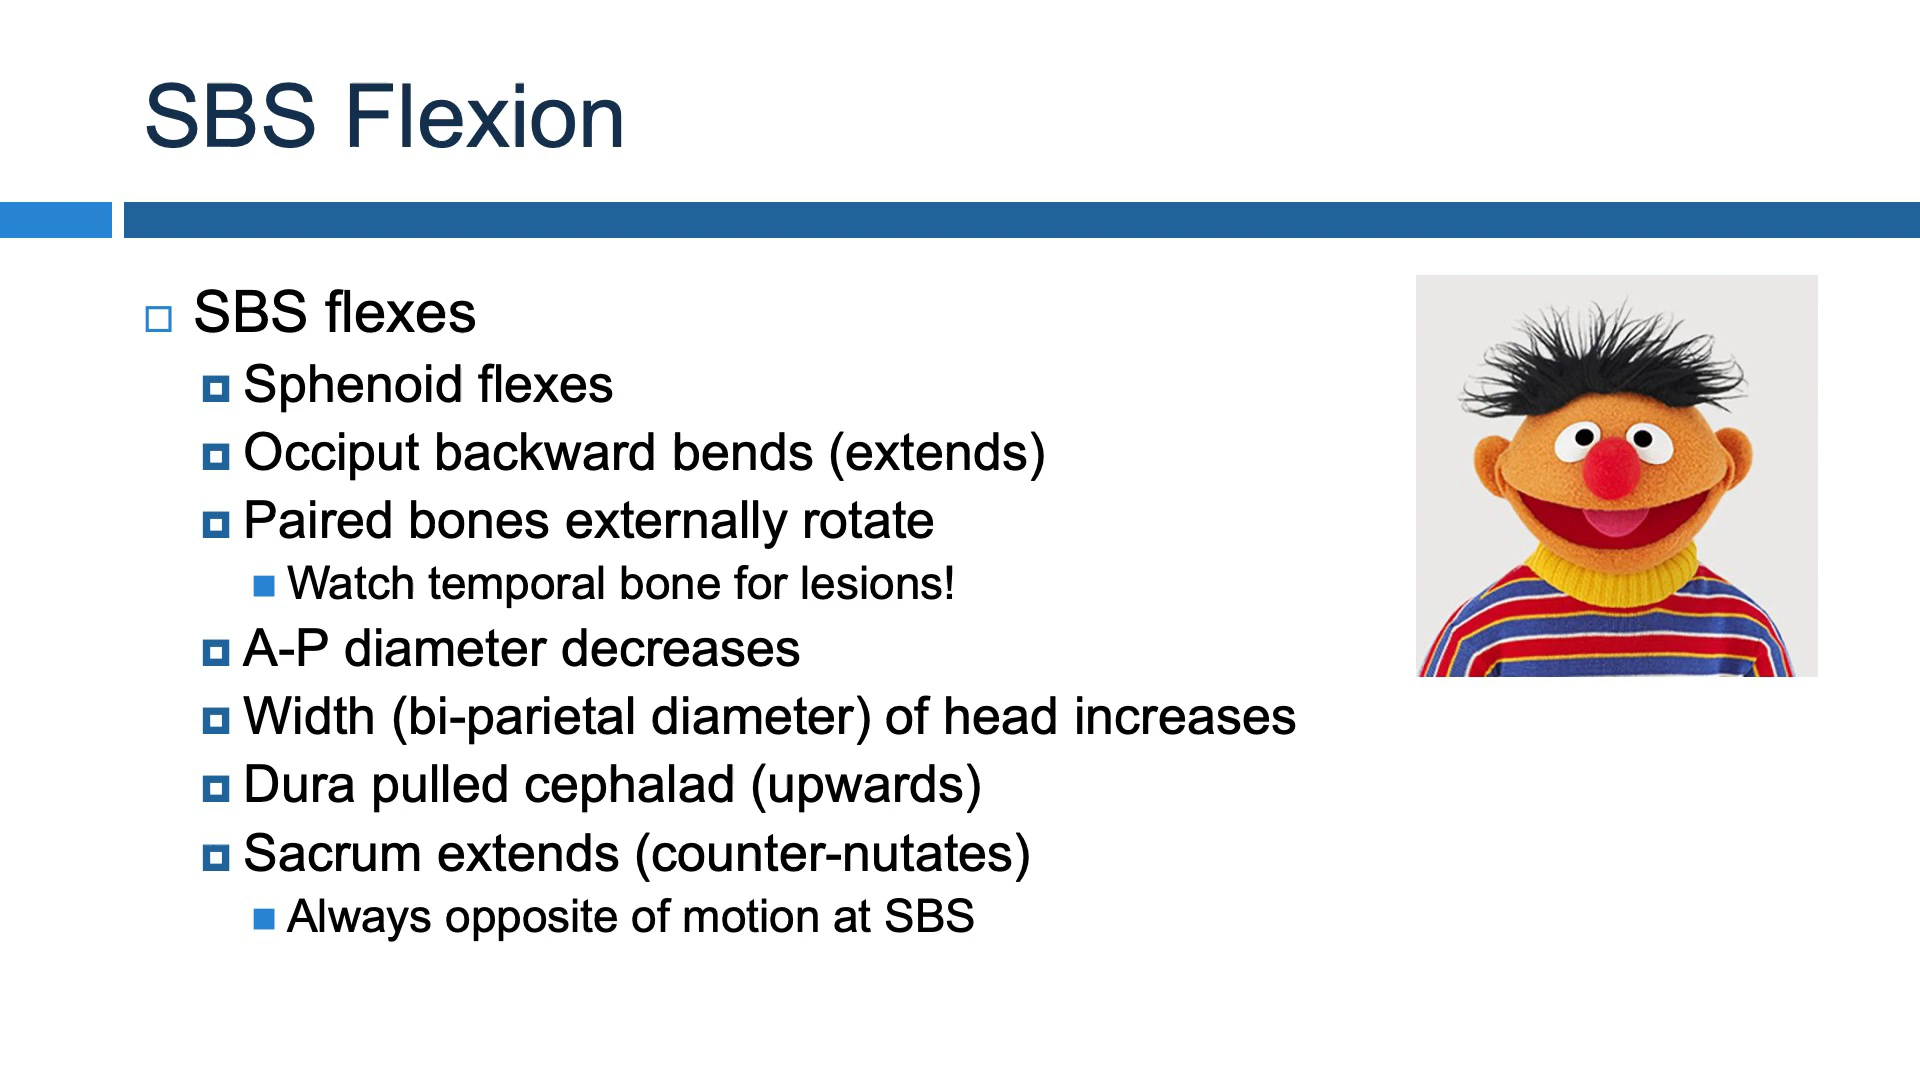 SBS Flexion
SBS flexes
Sphenoid flexes
Occiput backward bends (extends)
Paired bones externally rotate
Watch temporal bone for lesions!
A-P diameter decreases
Width (bi-parietal diameter) of head increases
Dura pulled cephalad (upwards)
Sacrum extends (counter-nutates)
Always opposite of motion at SBS